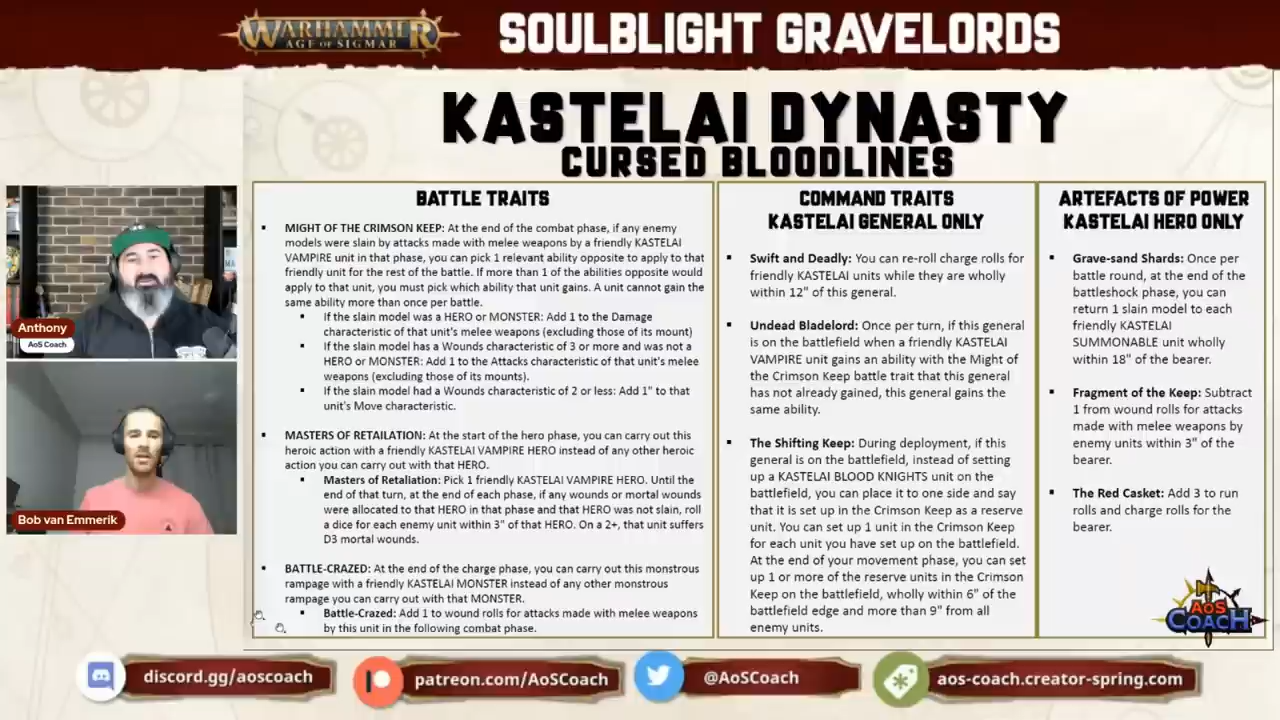 WARHAMMER
AGE OF SIGMAR
SOULBLIGHT GRAVELORDS
KASTELAI DYNASTY
CURSED BLOODLINES
Anthony
AoS Coach
Bob van Emmerik
BATTLE TRAITS
▪ MIGHT OF THE CRIMSON KEEP: At the end of the combat phase, if any enemy
models were slain by attacks made with melee weapons by a friendly KASTELAI
VAMPIRE unit in that phase, you can pick 1 relevant ability opposite to apply to that
friendly unit for the rest of the battle. If more than 1 of the abilities opposite would
apply to that unit, you must pick which ability that unit gains. A unit cannot gain the
same ability more than once per battle.
▪ If the slain model was a HERO or MONSTER: Add 1 to the Damage
characteristic of that unit's melee weapons (excluding those of its mount)
▪ If the slain model has a Wounds characteristic of 3 or more and was not a
HERO or MONSTER: Add 1 to the Attacks characteristic of that unit's melee
weapons (excluding those of its mounts).
▪ If the slain model had a Wounds characteristic of 2 or less: Add 1" to that
unit's Move characteristic.
▪ MASTERS OF RETAILATION: At the start of the hero phase, you can carry out this
heroic action with a friendly KASTELAI VAMPIRE HERO instead of any other heroic
action you can carry out with that HERO.
▪ Masters of Retaliation: Pick 1 friendly KASTELAI VAMPIRE HERO. Until the
end of that turn, at the end of each phase, if any wounds or mortal wounds
were allocated to that HERO in that phase and that HERO was not slain, roll
a dice for each enemy unit within 3" of that HERO. On a 2+, that unit suffers
D3 mortal wounds.
▪ BATTLE-CRAZED: At the end of the charge phase, you can carry out this monstrous
rampage with a friendly KASTELAI MONSTER instead of any other monstrous
rampage you can carry out with that MONSTER.
▪ Battle-Crazed: Add 1 to wound rolls for attacks made with melee weapons
by this unit in the following combat phase.
COMMAND TRAITS
KASTELAI GENERAL ONLY
▪ Swift and Deadly: You can re-roll charge rolls for
friendly KASTELAI units while they are wholly
within 12" of this general.
▪ Undead Bladelord: Once per turn, if this general
is on the battlefield when a friendly KASTELAI
VAMPIRE unit gains an ability with the Might of
the Crimson Keep battle trait that this general
has not already gained, this general gains the
same ability.
▪ The Shifting Keep: During deployment, if this
general is on the battlefield, instead of setting
up a KASTELAI BLOOD KNIGHTS unit on the
battlefield, you can place it to one side and say
that it is set up in the Crimson Keep as a reserve
unit. You can set up 1 unit in the Crimson Keep
for each unit you have set up on the battlefield.
At the end of your movement phase, you can set
up 1 or more of the reserve units in the Crimson
Keep on the battlefield, wholly within 6" of the
battlefield edge and more than 9" from all
enemy units.
ARTEFACTS OF POWER
KASTELAI HERO ONLY
▪ Grave-sand Shards: Once per
battle round, at the end of the
battleshock phase, you can
return 1 slain model to each
friendly KASTELAI
SUMMONABLE unit wholly
within 18" of the bearer.
▪ Fragment of the Keep: Subtract
1 from wound rolls for attacks
made with melee weapons by
enemy units within 3" of the
bearer.
▪ The Red Casket: Add 3 to run
rolls and charge rolls for the
bearer.
AOS
COACH
discord.gg/aoscoach
patreon.com/AoSCoach
@AoSCoach
aos-coach.creator-spring.com